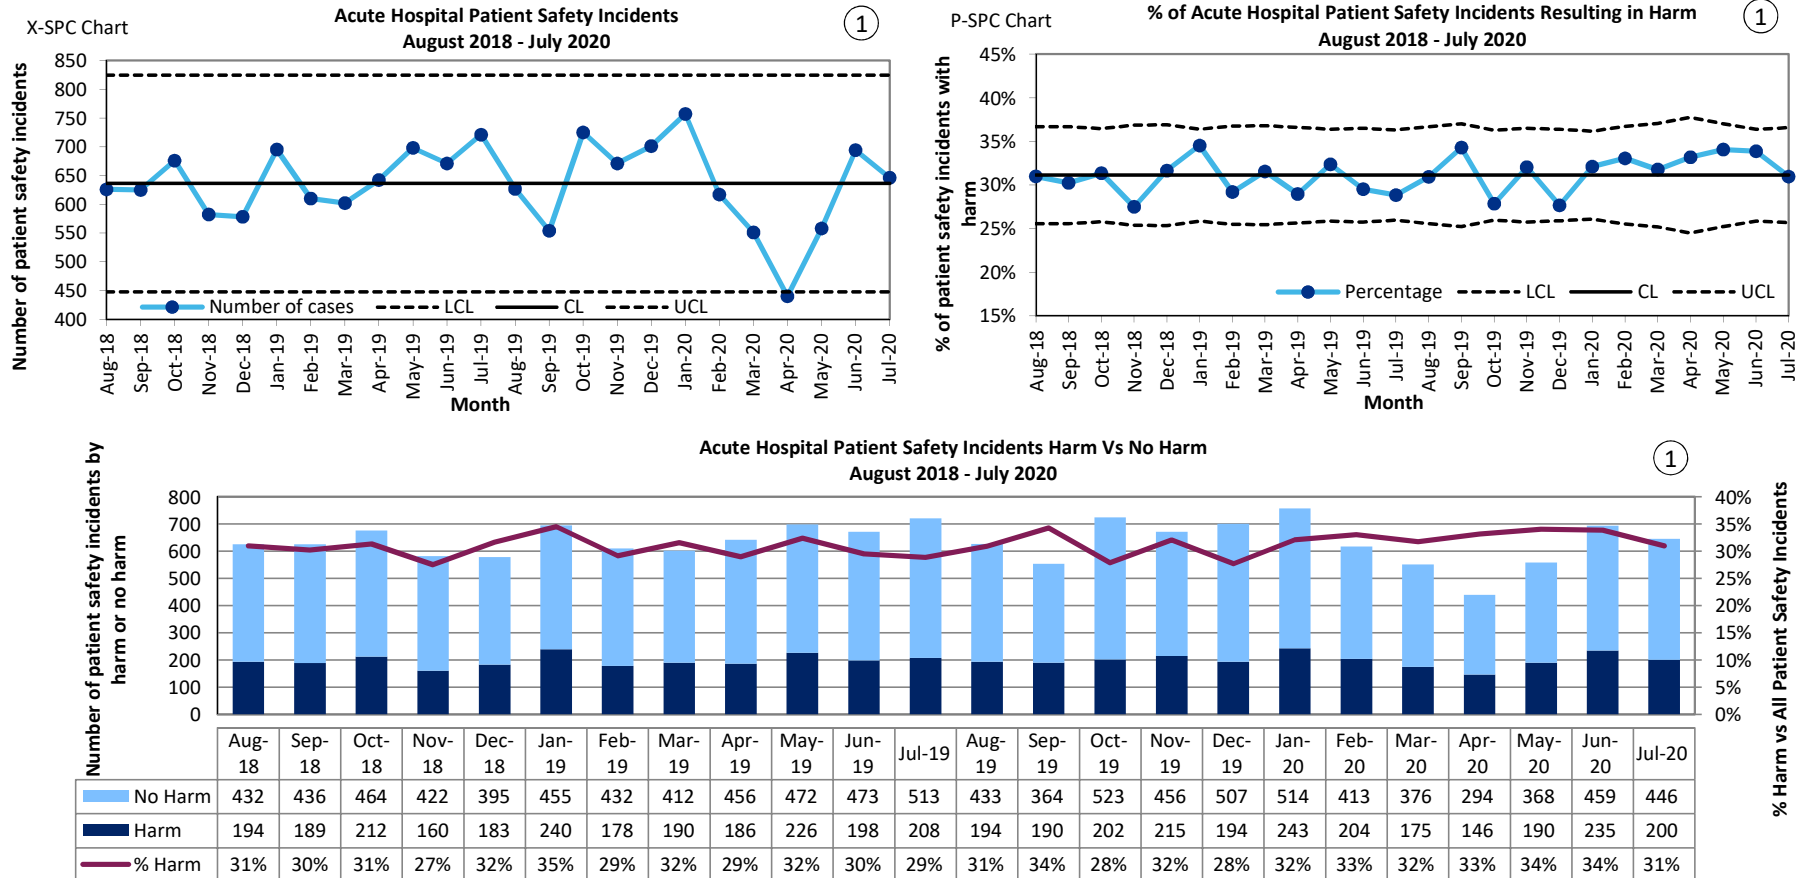 X-SPC Chart
Acute Hospital Patient Safety Incidents
August 2018 - July 2020
1
Number of patient safety incidents
850
800
750
700
650
600
550
500
450
400
Number of cases LCL CL UCL
Aug-18 Sep-18 Oct-18 Nov-18 Dec-18 Jan-19 Feb-19 Mar-19 Apr-19 May-19 Jun-19 Jul-19 Aug-19 Sep-19 Oct-19 Nov-19 Dec-19 Jan-20 Feb-20 Mar-20 Apr-20 May-20 Jun-20 Jul-20
Month
P-SPC Chart
% of Acute Hospital Patient Safety Incidents Resulting in Harm
August 2018 - July 2020
1
% of patient safety incidents with
harm
45%
40%
35%
30%
25%
20%
15%
Percentage LCL CL UCL
Aug-18 Sep-18 Oct-18 Nov-18 Dec-18 Jan-19 Feb-19 Mar-19 Apr-19 May-19 Jun-19 Jul-19 Aug-19 Sep-19 Oct-19 Nov-19 Dec-19 Jan-20 Feb-20 Mar-20 Apr-20 May-20 Jun-20 Jul-20
Month
Acute Hospital Patient Safety Incidents Harm Vs No Harm
August 2018 - July 2020
1
Number of patient safety incidents by
harm or no harm
800
700
600
500
400
300
200
100
0
40%
35%
30%
25%
20%
15%
10%
5%
0%
% Harm vs All Patient Safety Incidents
Aug-18 Sep-18 Oct-18 Nov-18 Dec-18 Jan-19 Feb-19 Mar-19 Apr-19 May-19 Jun-19 Jul-19 Aug-19 Sep-19 Oct-19 Nov-19 Dec-19 Jan-20 Feb-20 Mar-20 Apr-20 May-20 Jun-20 Jul-20
No Harm 432 436 464 422 395 455 432 412 456 472 473 513 433 364 523 456 507 514 413 376 294 368 459 446
Harm 194 189 212 160 183 240 178 190 186 226 198 208 194 190 202 215 194 243 204 175 146 190 235 200
% Harm 31% 30% 31% 27% 32% 35% 29% 32% 29% 32% 30% 29% 31% 34% 28% 32% 28% 32% 33% 32% 33% 34% 34% 31%